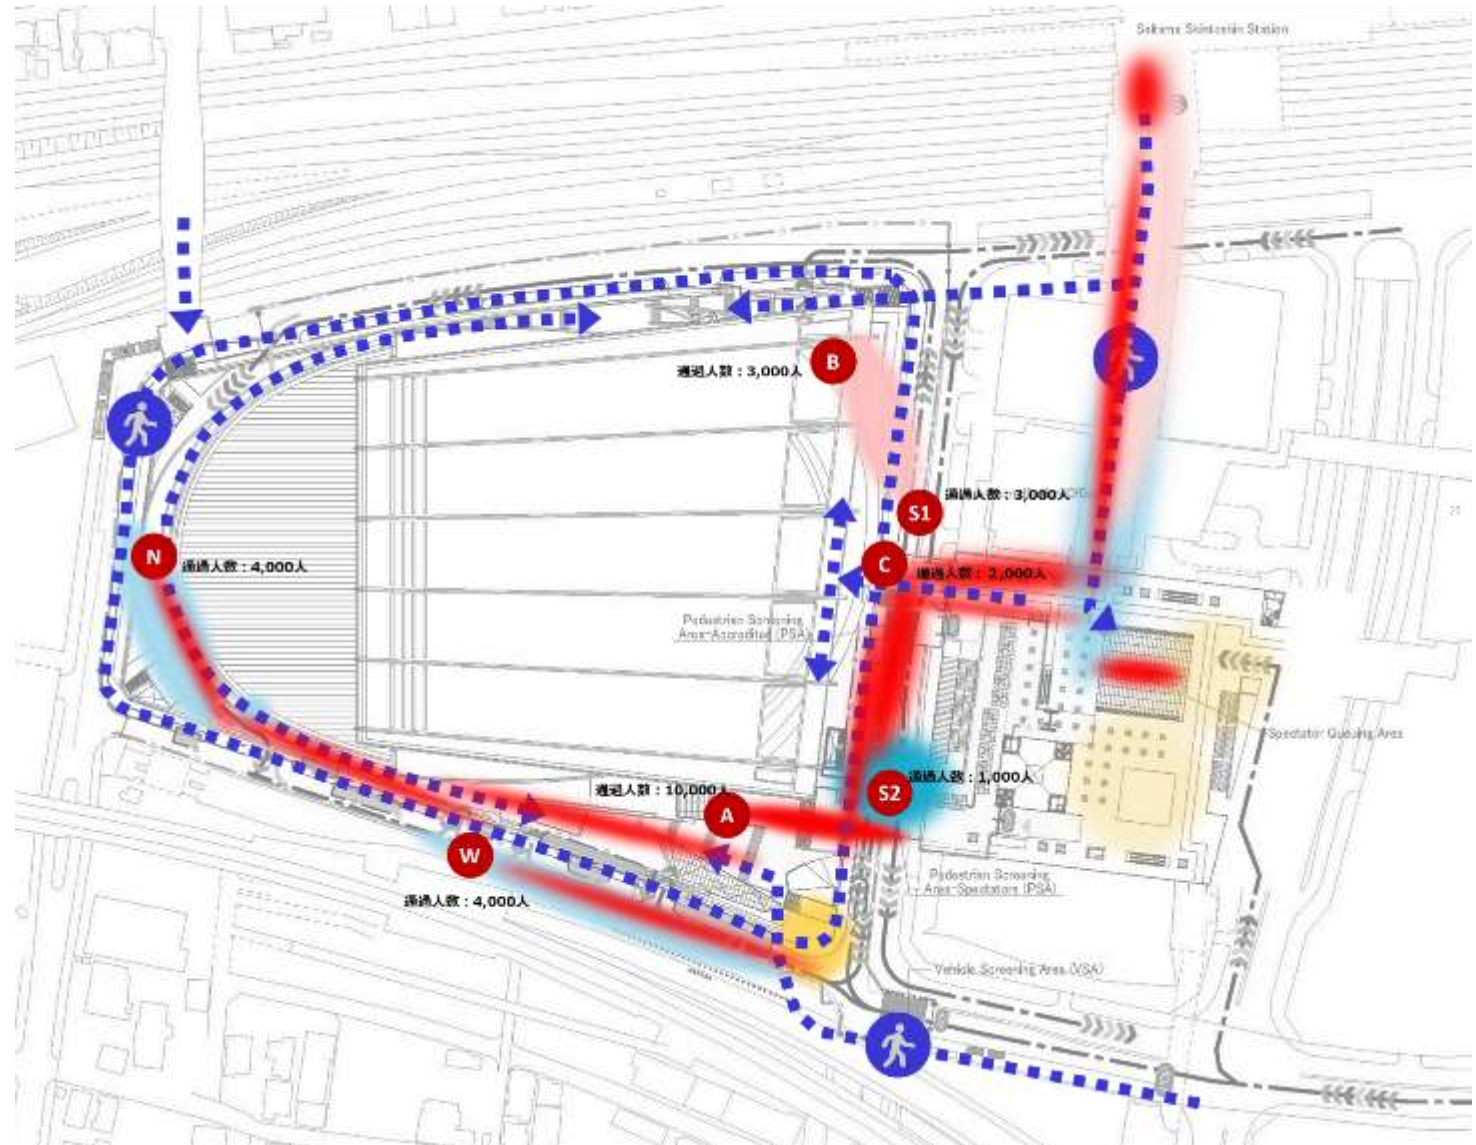 Saitama Shintoshin Station
B
通過人数：3,000人
S1
通過人数：3,000人
N
通過人数：4,000人
C
通過人数：2,000人
Pedestrian Screening
Area-Accredited (PSA)
Spectator Queuing Area
通過人数：1,000人
S2
通過人数：10,000人
A
W
通過人数：4,000人
Pedestrian Screening
Area-Spectators (PSA)
Vehicle Screening Area (VSA)